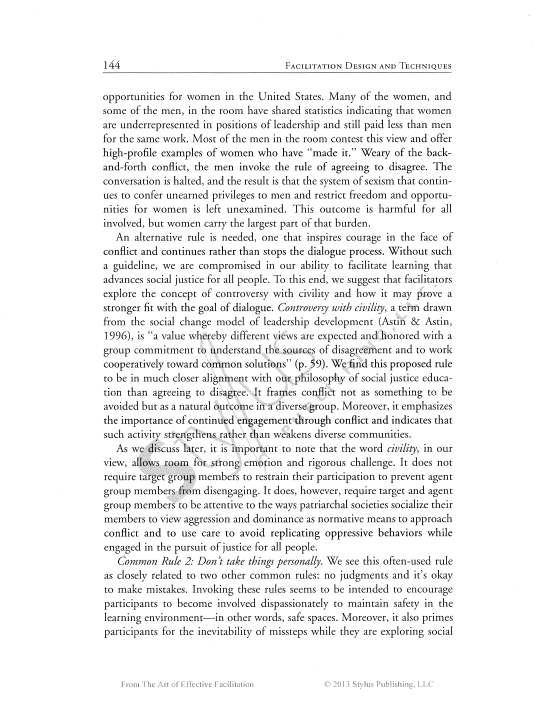 144 FACILITATION DESIGN AND TECHNIQUES
opportunities for women in the United States. Many of the women, and
some of the men, in the room have shared statistics indicating that women
are underrepresented in positions of leadership and still paid less than men
for the same work. Most of the men in the room contest this view and offer
high-profile examples of women who have "made it." Weary of the back-
and-forth conflict, the men invoke the rule of agreeing to disagree. The
conversation is halted, and the result is that the system of sexism that contin-
ues to confer unearned privileges to men and restrict freedom and opportu-
nities for women is left unexamined. This outcome is harmful for all
involved, but women carry the largest part of that burden.
An alternative rule is needed, one that inspires courage in the face of
conflict and continues rather than stops the dialogue process. Without such
a guideline, we are compromised in our ability to facilitate learning that
advances social justice for all people. To this end, we suggest that facilitators
explore the concept of controversy with civility and how it may prove a
stronger fit with the goal of dialogue. Controversy with civility, a term drawn
from the social change model of leadership development (Astin & Astin,
1996), is "a value whereby different views are expected and honored with a
group commitment to understand the sources of disagreement and to work
cooperatively toward common solutions" (p. 59). We find this proposed rule
to be in much closer alignment with our philosophy of social justice educa-
tion than agreeing to disagree. It frames conflict not as something to be
avoided but as a natural outcome in a diverse group. Moreover, it emphasizes
the importance of continued engagement through conflict and indicates that
such activity strengthens rather than weakens diverse communities.
As we discuss later, it is important to note that the word civility, in our
view, allows room for strong emotion and rigorous challenge. It does not
require target group members to restrain their participation to prevent agent
group members from disengaging. It does, however, require target and agent
group members to be attentive to the ways patriarchal societies socialize their
members to view aggression and dominance as normative means to approach
conflict and to use care to avoid replicating oppressive behaviors while
engaged in the pursuit of justice for all people.
Common Rule 2: Don't take things personally. We see this often-used rule
as closely related to two other common rules: no judgments and it's okay
to make mistakes. Invoking these rules seems to be intended to encourage
participants to become involved dispassionately to maintain safety in the
learning environment—in other words, safe spaces. Moreover, it also primes
participants for the inevitability of missteps while they are exploring social
From The Art of Effective Facilitation © 2013 Stylus Publishing, LLC